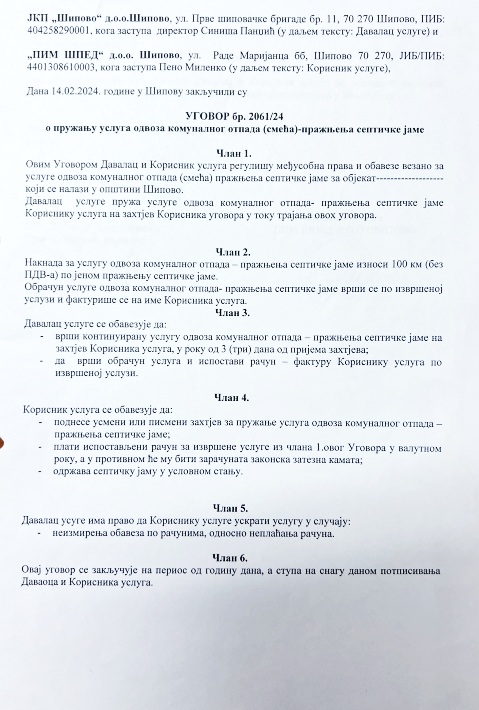 ЈКП „Шипово“ д.о.о.Шипово, ул. Прве шиповачке бригаде бр. 11, 70 270 Шипово, ПИБ:
404258290001, кога заступа директор Синиша Панџић (у даљем тексту: Давалац услуге) и
„ПИМ ШПЕД“ д.о.о. Шипово, ул. Раде Маријанца бб, Шипово 70 270, ЈИБ/ПИБ:
4401308610003, кога заступа Пено Миленко (у даљем тексту: Корисник услуге),
Дана 14.02.2024. године у Шипову закључили су
УГОВОР бр. 2061/24
о пружању услуга одвоза комуналног отпада (смећа)-пражњења септичке јаме
Члан 1.
Овим Уговором Давалац и Корисник услуга регулишу међусобна права и обавезе везано за
услуге одвоза комуналног отпада (смећа) пражњења септичке јаме за објекат-------------------
који се налази у општини Шипово.
Давалац услуге пружа услуге одвоза комуналног отпада- пражњења септичке јаме
Кориснику услуга на захтјев Корисника уговора у току трајања овох уговора.
Члан 2.
Накнада за услугу одвоза комуналног отпада – пражњења септичке јаме износи 100 км (без
ПДВ-а) по једном пражњењу септичке јаме.
Обрачун услуге одвоза комуналног отпада- пражњења септичке јаме врши се по извршеној
услузи и фактурише се на име Корисника услуга.
Члан 3.
Давалац услуге се обавезује да:
- врши континуирану услугу одвоза комуналног отпада – пражњења септичке јаме на
захтјев Корисника услуга, у року од 3 (три) дана од пријема захтјева;
- да врши обрачун услуга и испостави рачун – фактуру Кориснику услуга по
извршеној услузи.
Члан 4.
Корисник услуга се обавезује да:
- поднесе усмени или писмени захтјев за пружање услуга одвоза комуналног отпада –
пражњења септичке јаме;
- плати испостављени рачун за извршене услуге из члана 1.овог Уговора у валутном
року, а у противном ће му бити зарачуната законска затезна камата;
- одржава септичку јаму у условном стању.
Члан 5.
Давалац усуге има право да Кориснику услуге ускрати услугу у случају:
- неизмирења обавеза по рачунима, односно неплаћања рачуна.
Члан 6.
Овај уговор се закључује на периос од годину дана, а ступа на снагу даном потписивања
Даваоца и Корисника услуга.